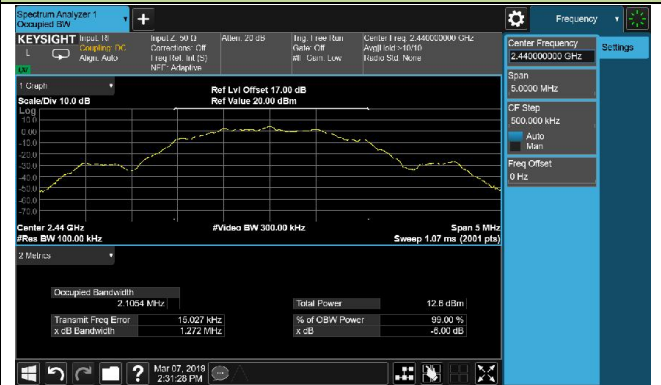 Spectrum Analyzer 1
Occupied BW
Frequency
KEYSIGHT Input: RF
Coupling: DC
Align: Auto
Input Z: 50 Ω
Corrections: Off
Freq Ref: Int (S)
NFE: Adaptive
Atten: 20 dB
Trig: Free Run
Gate: Off
#IF Gain: Low
Center Freq: 2.440000000 GHz
Avg|Hold >10/10
Radio Std: None
Center Frequency
2.440000000 GHz
Settings
Span
5.0000 MHz
CF Step
500.000 kHz
Auto
Man
Freq Offset
0 Hz
1 Graph
Scale/Div 10.0 dB
Ref Lvl Offset 17.00 dB
Ref Value 20.00 dBm
Log
10.0
0.00
-10.0
-20.0
-30.0
-40.0
-50.0
-60.0
-70.0
Center 2.44 GHz
#Video BW 300.00 kHz
Span 5 MHz
#Res BW 100.00 kHz
Sweep 1.07 ms (2001 pts)
2 Metrics
Occupied Bandwidth
2.1054 MHz
Total Power 12.6 dBm
Transmit Freq Error 15.027 kHz
% of OBW Power 99.00 %
x dB Bandwidth 1.272 MHz
x dB -6.00 dB
Mar 07, 2019
2:31:28 PM